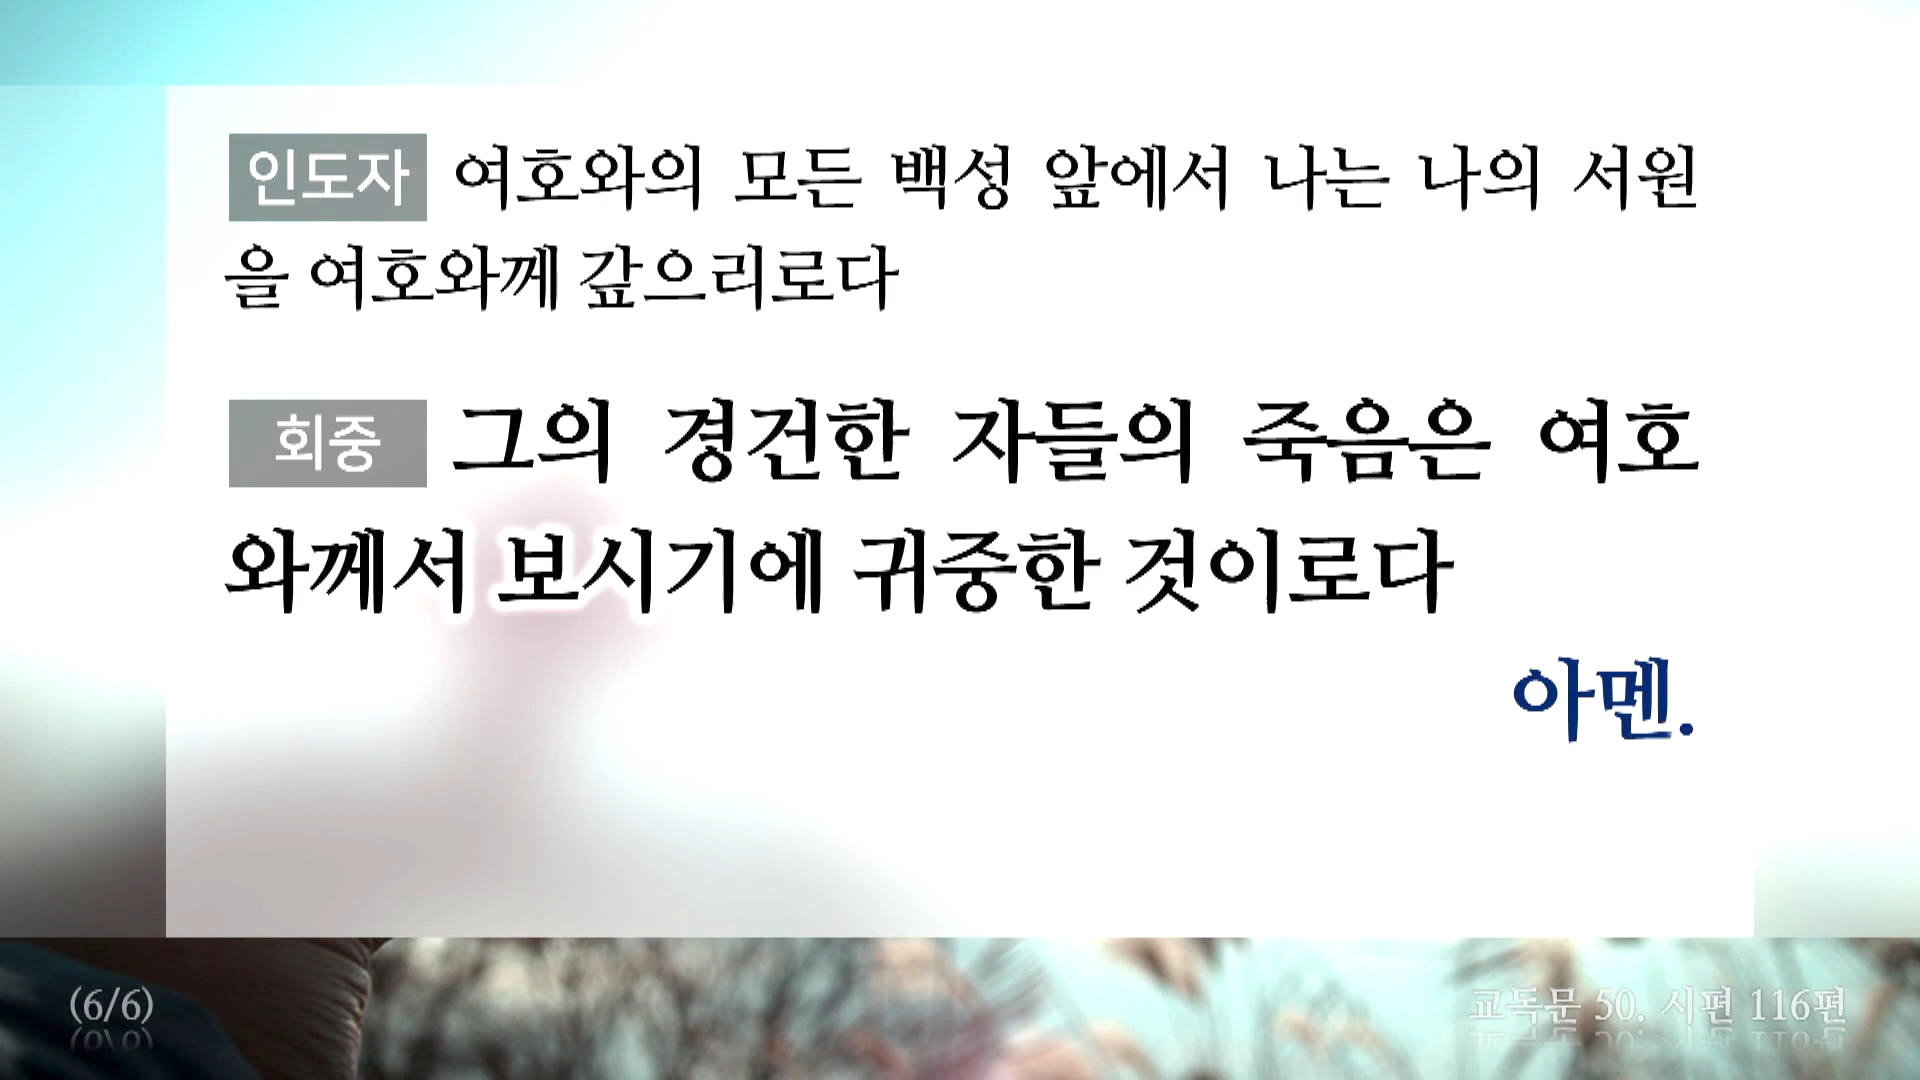 인도자 여호와의 모든 백성 앞에서 나는 나의 서원
을 여호와께 갚으리로다
회중 그의 경건한 자들의 죽음은 여호
와께서 보시기에 귀중한 것이로다
아멘.
(6/6)
교독문 50. 시편 116편